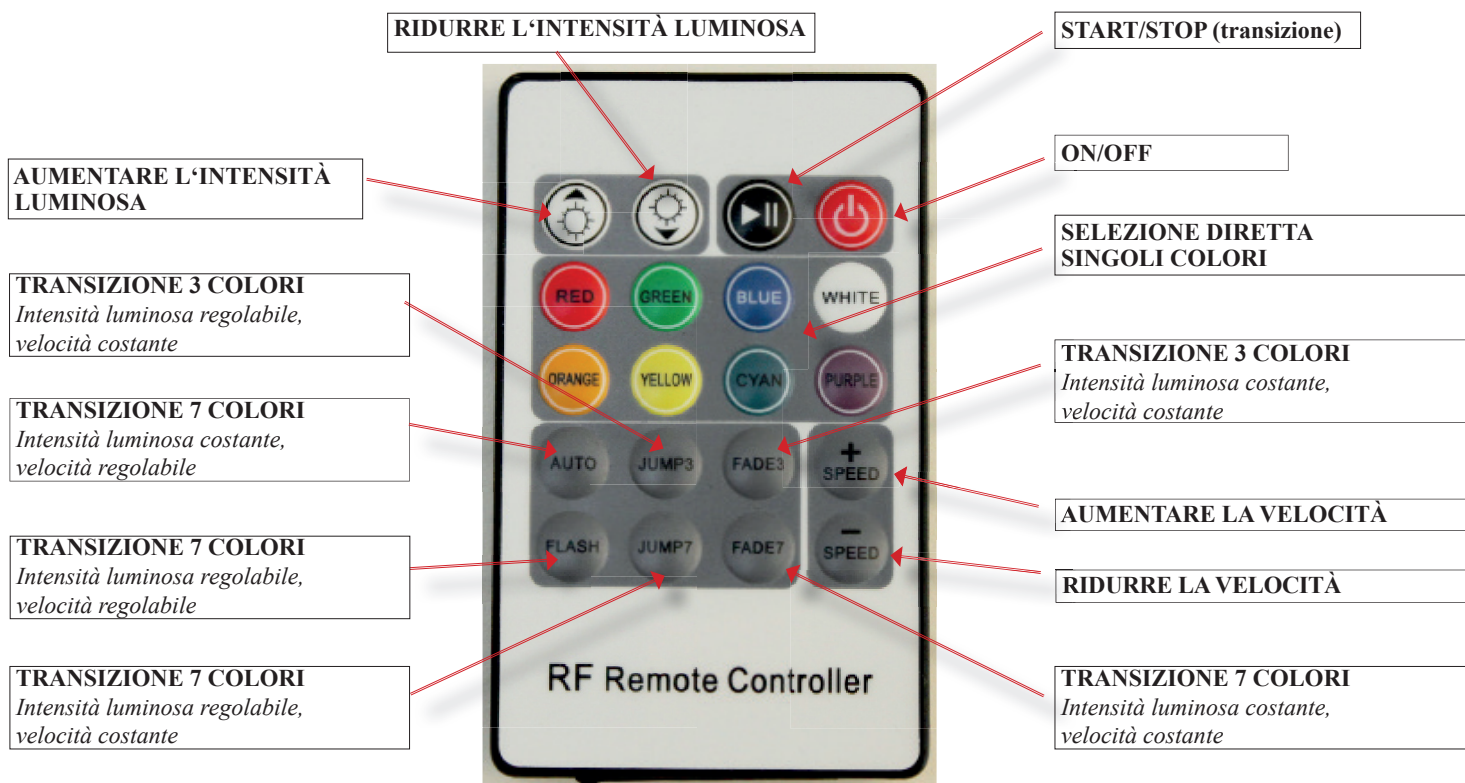 RIDURRE L‘INTENSITÀ LUMINOSA
START/STOP (transizione)
ON/OFF
AUMENTARE L‘INTENSITÀ
LUMINOSA
SELEZIONE DIRETTA
SINGOLI COLORI
TRANSIZIONE 3 COLORI
Intensità luminosa regolabile,
velocità costante
TRANSIZIONE 7 COLORI
Intensità luminosa costante,
velocità regolabile
TRANSIZIONE 7 COLORI
Intensità luminosa regolabile,
velocità regolabile
TRANSIZIONE 7 COLORI
Intensità luminosa regolabile,
velocità costante
RED GREEN BLUE WHITE
ORANGE YELLOW CYAN PURPLE
AUTO JUMP3 FADE3 + SPEED
FLASH JUMP7 FADE7 - SPEED
RF Remote Controller
TRANSIZIONE 3 COLORI
Intensità luminosa costante,
velocità costante
AUMENTARE LA VELOCITÀ
RIDURRE LA VELOCITÀ
TRANSIZIONE 7 COLORI
Intensità luminosa costante,
velocità costante